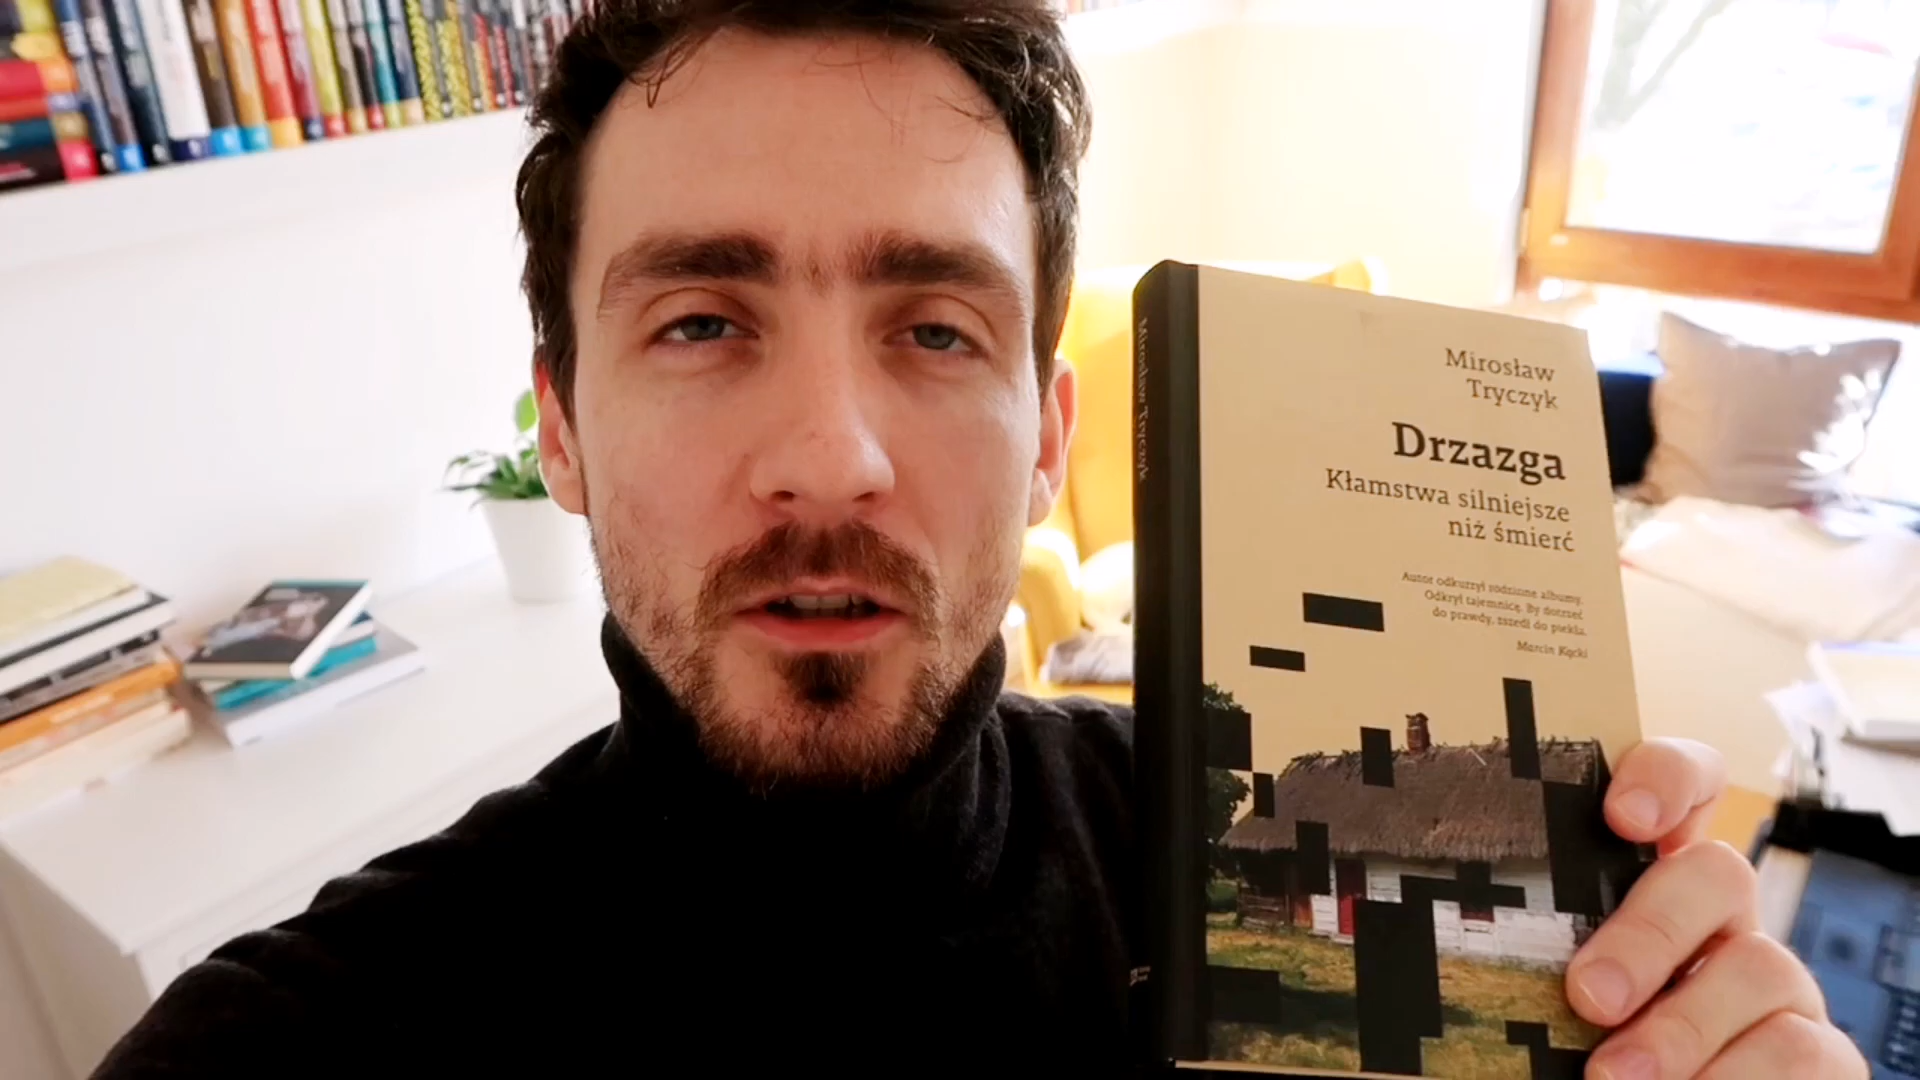 Mirosław Tryczyk
Mirosław
Tryczyk
Drzazga
Kłamstwa silniejsze
niż śmierć
Autor odkurzył rodzinne albumy.
Odkrył tajemnicę. By dotrzeć
do prawdy, zszedł do piekła.
Marcin Kącki